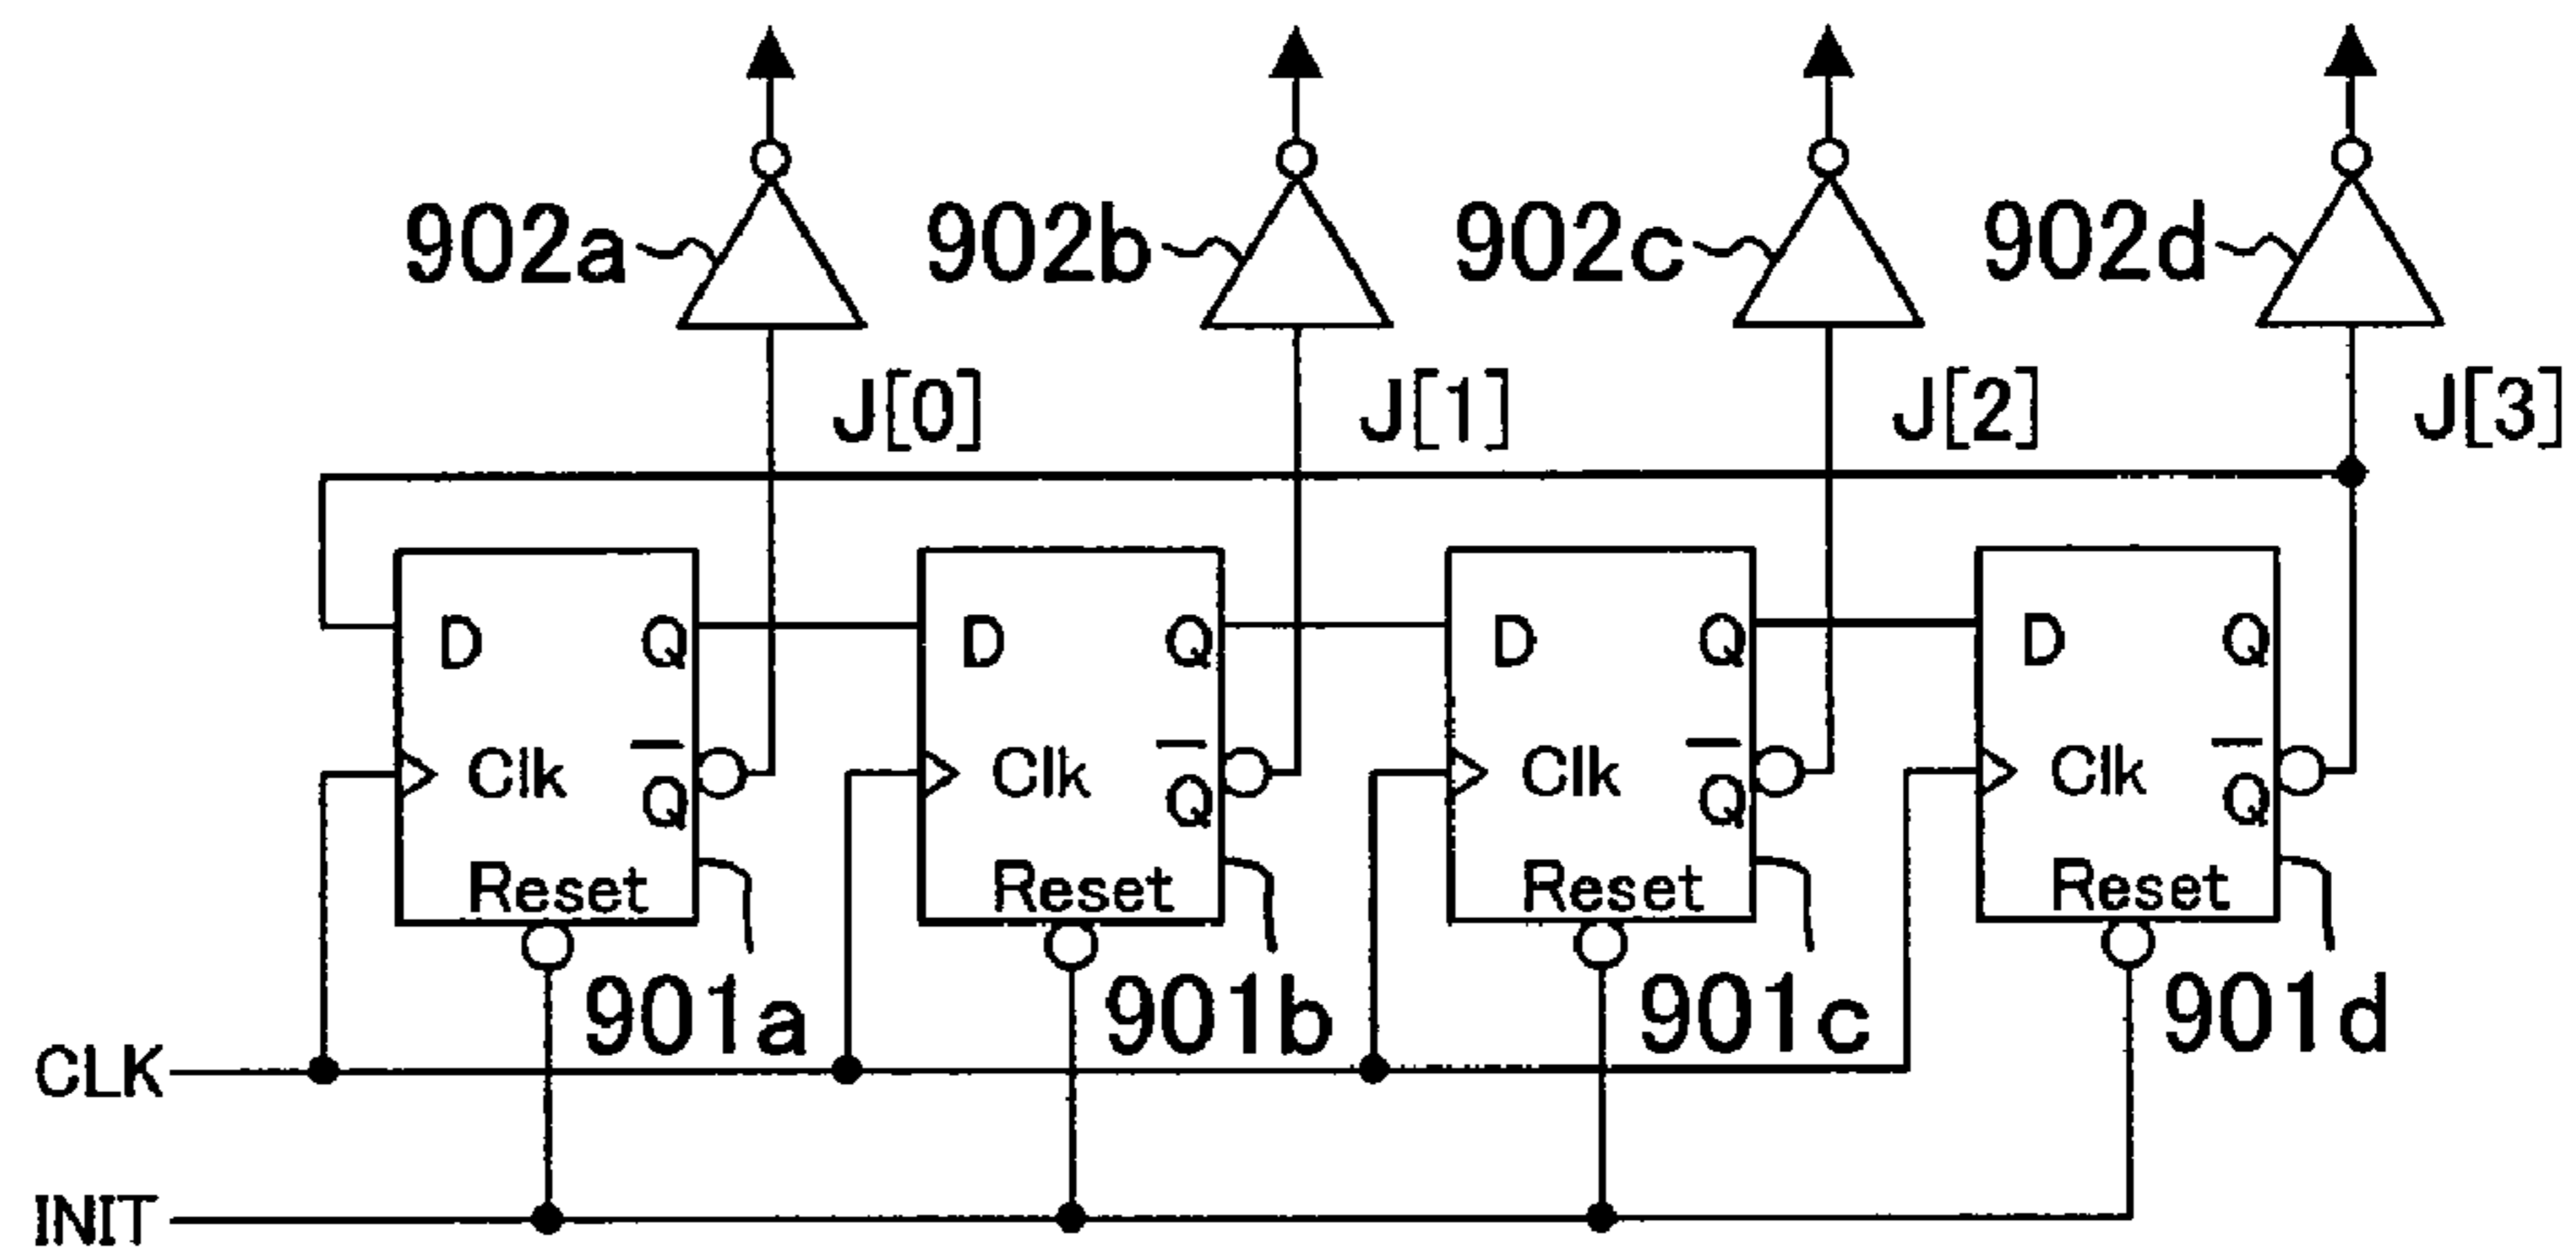 902a 902b 902c 902d
J[0] J[1] J[2] J[3]
D Q D Q D Q D Q
Clk Q̅ Clk Q̅ Clk Q̅ Clk Q̅
Reset Reset Reset Reset
901a 901b 901c 901d
CLK
INIT